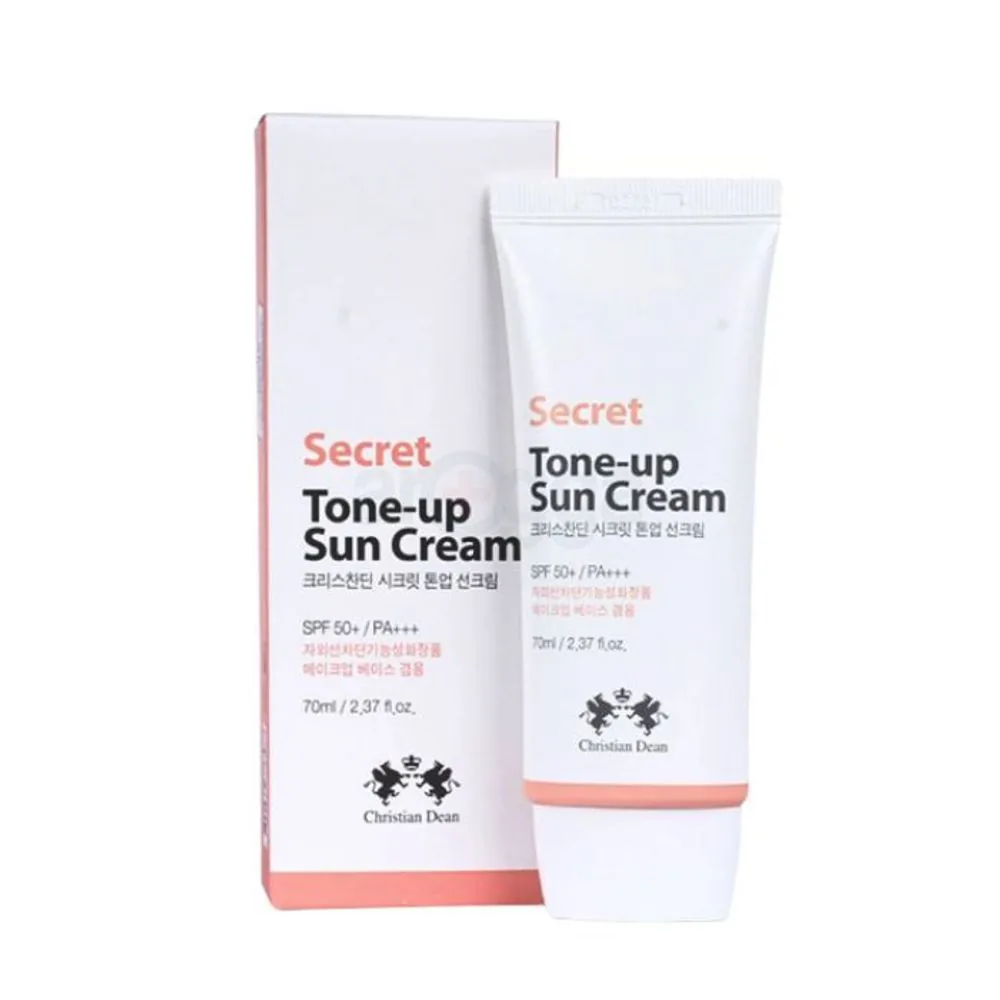 Secret
Tone-up
Sun Cream
크리스찬딘 시크릿 톤업 선크림
SPF 50+ / PA+++
자외선차단기능성화장품
메이크업 베이스 겸용
70ml / 2.37 fl.oz.
Christian Dean
Secret
Tone-up
Sun Cream
크리스찬딘 시크릿 톤업 선크림
SPF 50+ / PA+++
자외선차단기능성화장품
메이크업 베이스 겸용
70ml / 2.37 fl.oz.
Christian Dean